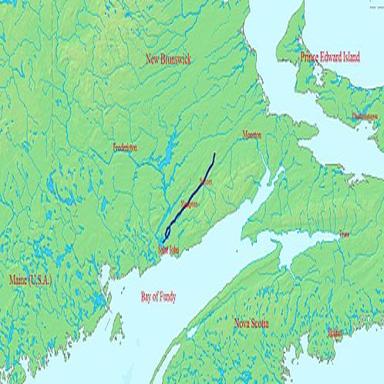 New Brunswick
Prince Edward Island
Charlottetown
Moncton
Fredericton
Sussex
Hampton
Saint John
Truro
Maine (U.S.A.)
Bay of Fundy
Nova Scotia
Halifax